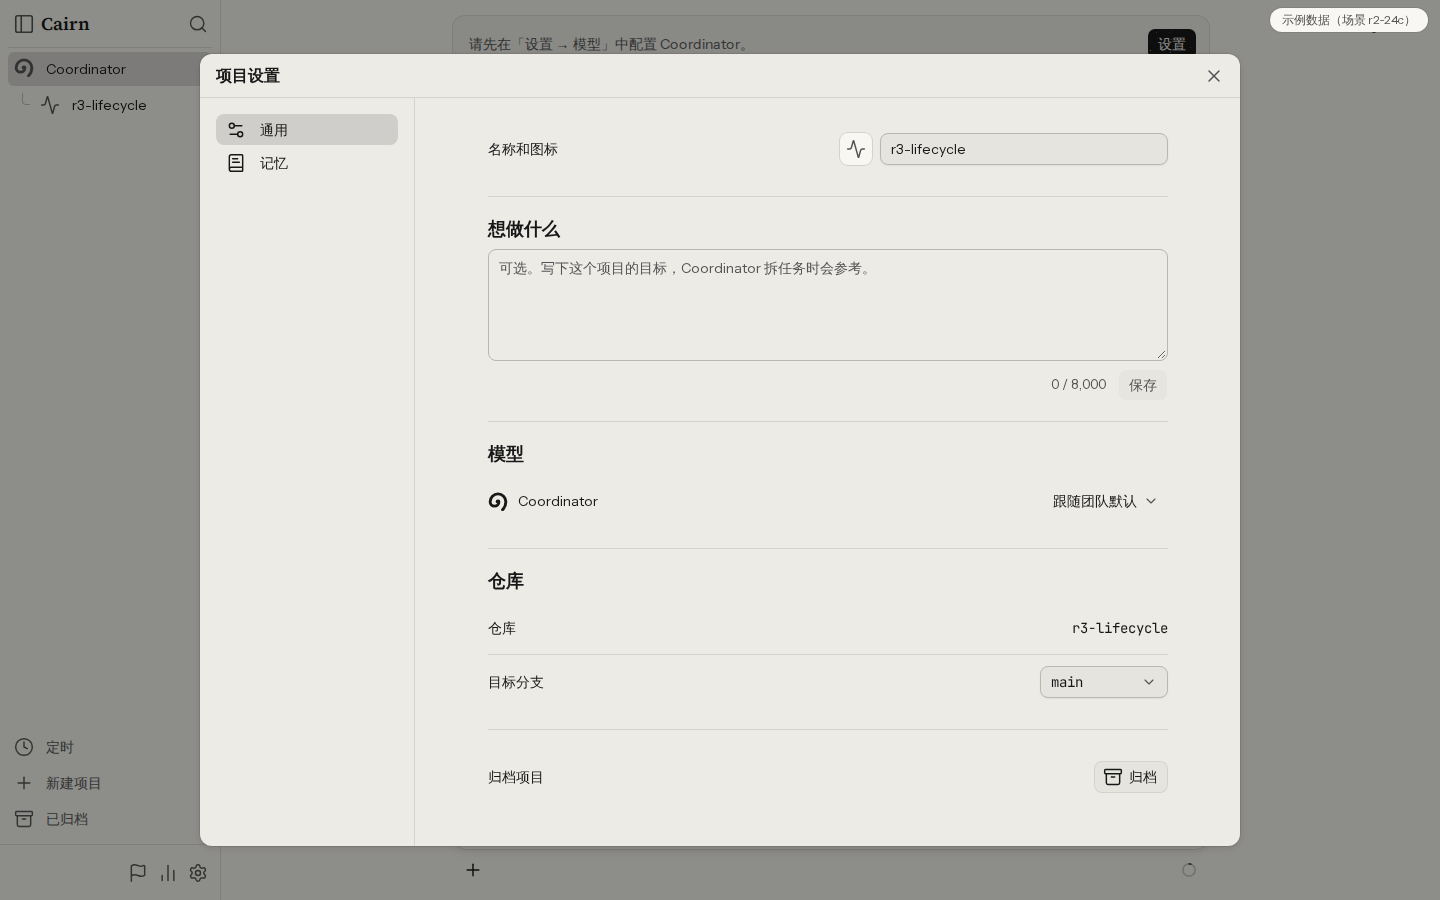 Cairn
Coordinator
r3-lifecycle
定时
新建项目
已归档
请先在「设置 → 模型」中配置 Coordinator。
设置
示例数据（场景 r2-24c）
项目设置
通用
记忆
名称和图标
r3-lifecycle
想做什么
可选。写下这个项目的目标，Coordinator 拆任务时会参考。
0 / 8,000
保存
模型
Coordinator
跟随团队默认
仓库
仓库
r3-lifecycle
目标分支
main
归档项目
归档